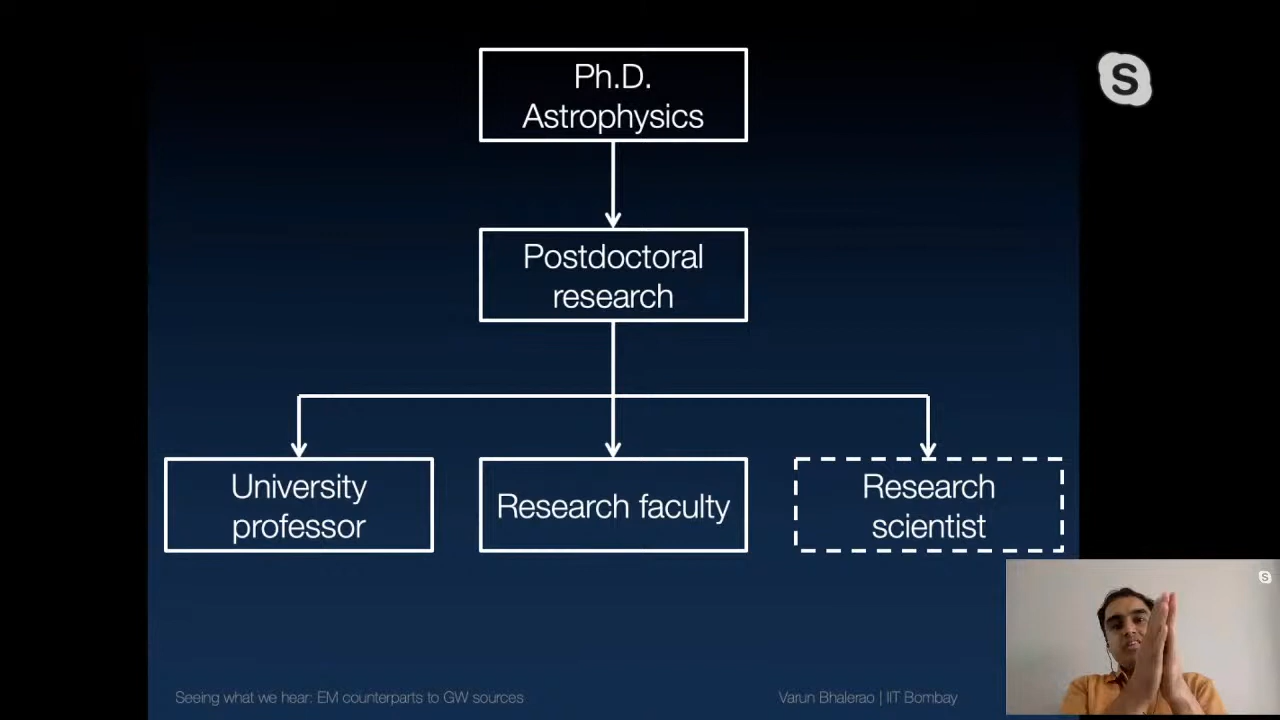 Ph.D.
Astrophysics
Postdoctoral
research
University
professor
Research faculty
Research
scientist
Seeing what we hear: EM counterparts to GW sources
Varun Bhalerao | IIT Bombay
S
S